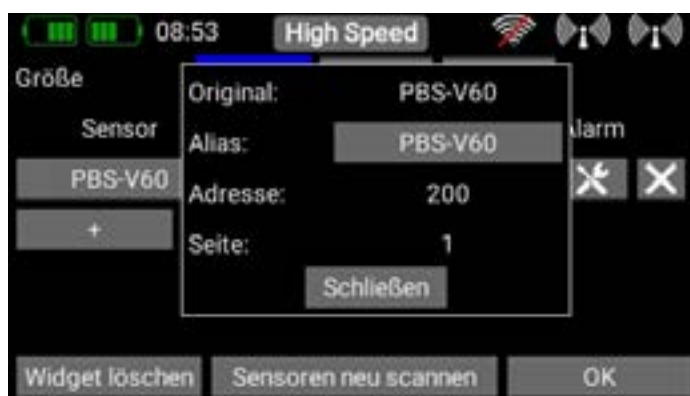 08:53 High Speed
Größe
Original: PBS-V60
Sensor Alarm
Alias: PBS-V60
PBS-V60
Adresse: 200
+
Seite: 1
Schließen
Widget löschen Sensoren neu scannen OK